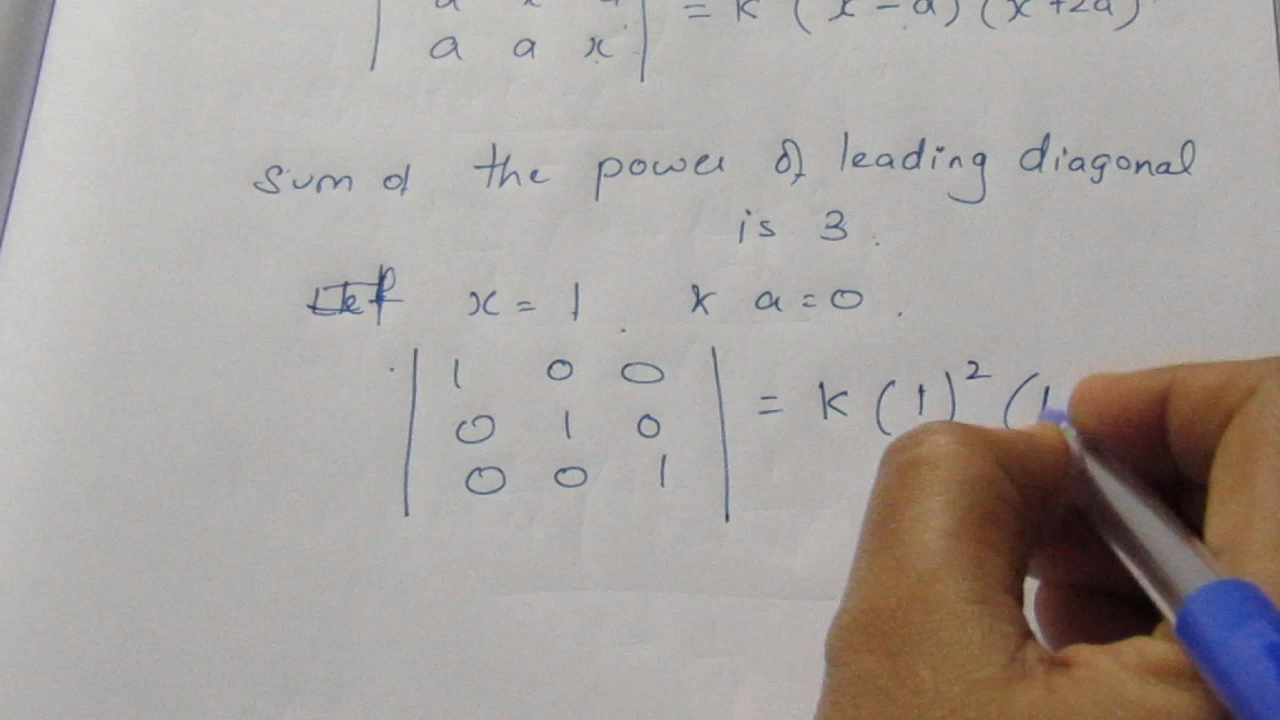 a x a = k (x - a) (x + 2a)
a a x
Sum of the power of leading diagonal
is 3.
Let x = 1 . & a = 0 .
1 0 0
0 1 0 = k (1)² (1
0 0 1